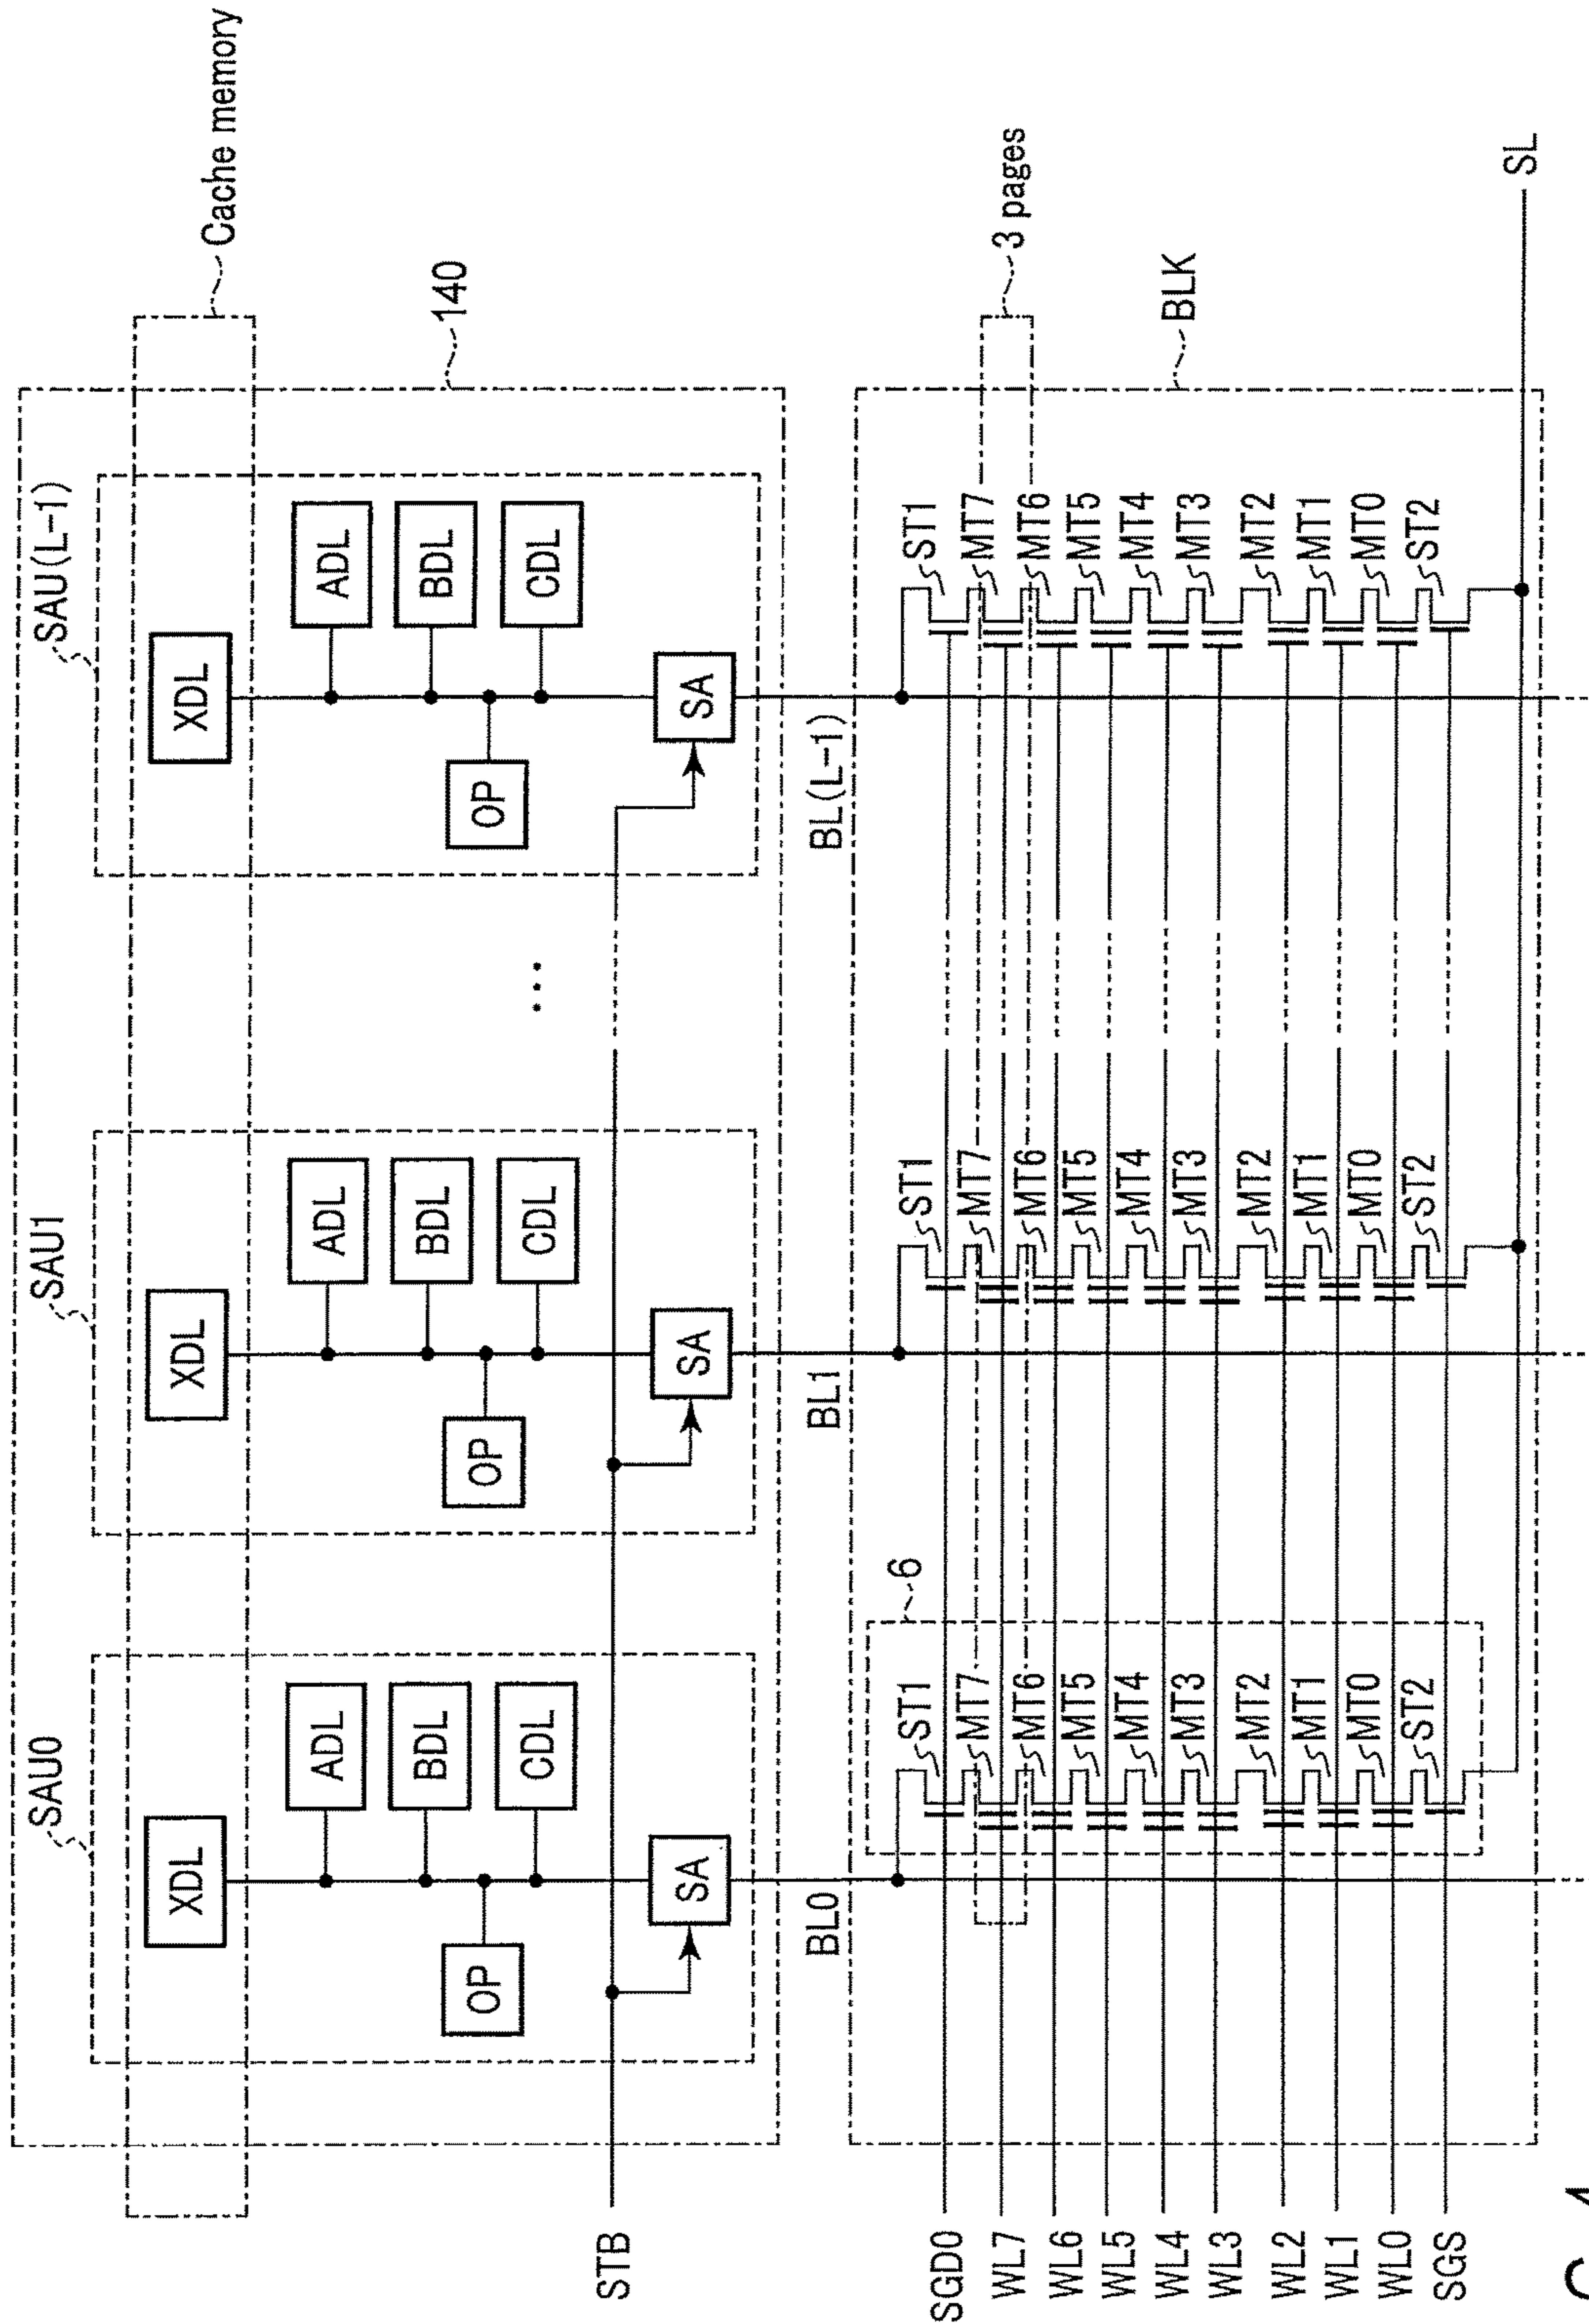 SAU0
SAU1
SAU(L-1)
Cache memory
XDL
XDL
XDL
140
ADL
ADL
ADL
BDL
BDL
BDL
CDL
CDL
CDL
OP
OP
OP
...
STB
SA
SA
SA
BL0
BL1
BL(L-1)
6
3 pages
BLK
SGD0
ST1
ST1
ST1
WL7
MT7
MT7
MT7
WL6
MT6
MT6
MT6
WL5
MT5
MT5
MT5
WL4
MT4
MT4
MT4
WL3
MT3
MT3
MT3
WL2
MT2
MT2
MT2
WL1
MT1
MT1
MT1
WL0
MT0
MT0
MT0
SGS
ST2
ST2
ST2
SL